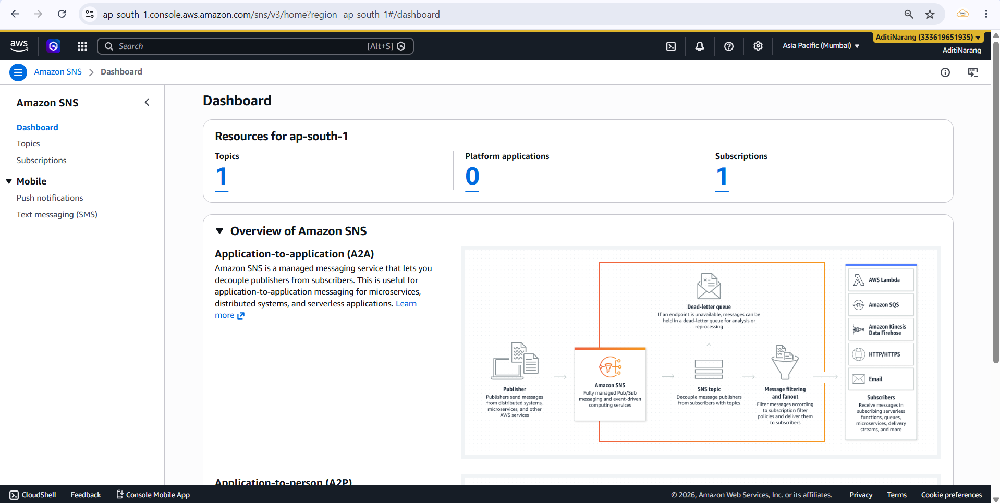 ap-south-1.console.aws.amazon.com/sns/v3/home?region=ap-south-1#/dashboard
aws
Search
[Alt+S]
Asia Pacific (Mumbai)
AditiNarang (333619651935)
AditiNarang
Amazon SNS
Dashboard
Amazon SNS
Dashboard
Topics
Subscriptions
Mobile
Push notifications
Text messaging (SMS)
Dashboard
Resources for ap-south-1
Topics
1
Platform applications
0
Subscriptions
1
Overview of Amazon SNS
Application-to-application (A2A)
Amazon SNS is a managed messaging service that lets you
decouple publishers from subscribers. This is useful for
application-to-application messaging for microservices,
distributed systems, and serverless applications. Learn
more
Publisher
Publishers send messages
from distributed systems,
microservices, and other
AWS services
Amazon SNS
Fully managed Pub/Sub
messaging and event-driven
computing services
Dead-letter queue
If an endpoint is unavailable, messages can be
held in a dead-letter queue for analysis or
reprocessing
SNS topic
Decouple message publishers
from subscribers with topics
Message filtering
and fanout
Filter messages according
to subscription filter
policies and deliver them
to subscribers
AWS Lambda
Amazon SQS
Amazon Kinesis
Data Firehose
HTTP/HTTPS
Email
Subscribers
Receive messages in
subscribing serverless
functions, queues,
microservices, delivery
streams, and more
Application-to-person (A2P)
CloudShell
Feedback
Console Mobile App
© 2026, Amazon Web Services, Inc. or its affiliates.
Privacy
Terms
Cookie preferences